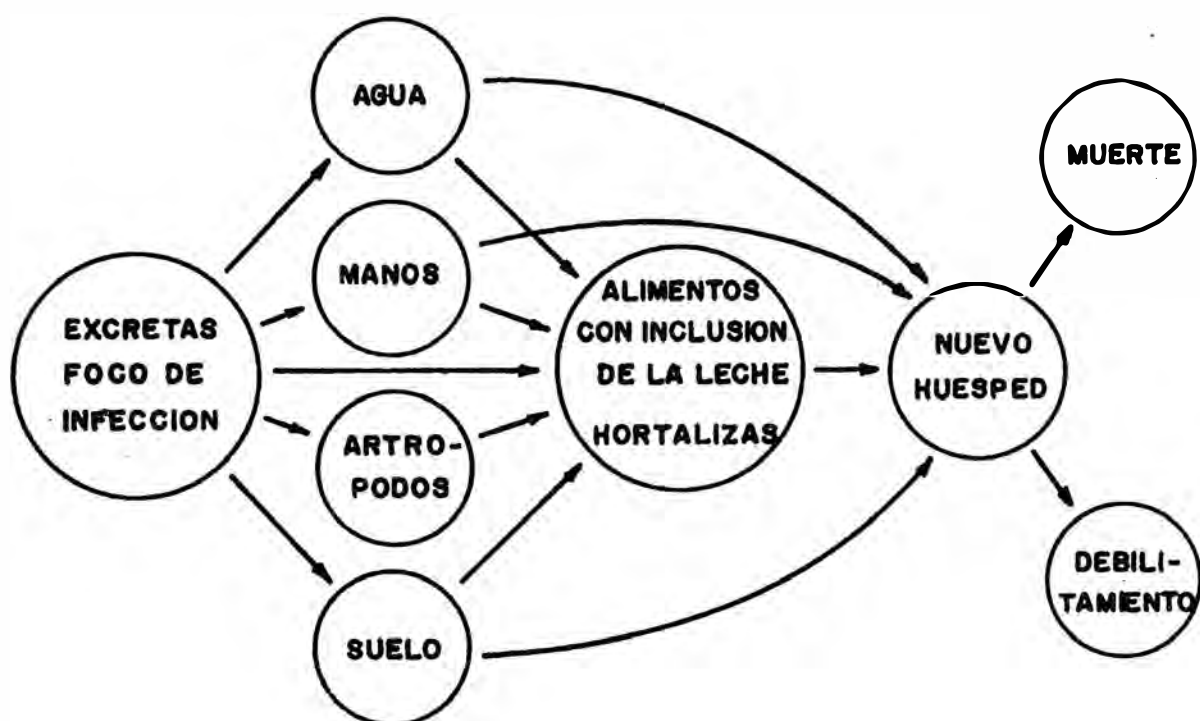 AGUA
MUERTE
MANOS
EXCRETAS
FOCO DE
INFECCION
ALIMENTOS
CON INCLUSION
DE LA LECHE
HORTALIZAS
NUEVO
HUESPED
ARTRO-
PODOS
DEBILI-
TAMIENTO
SUELO